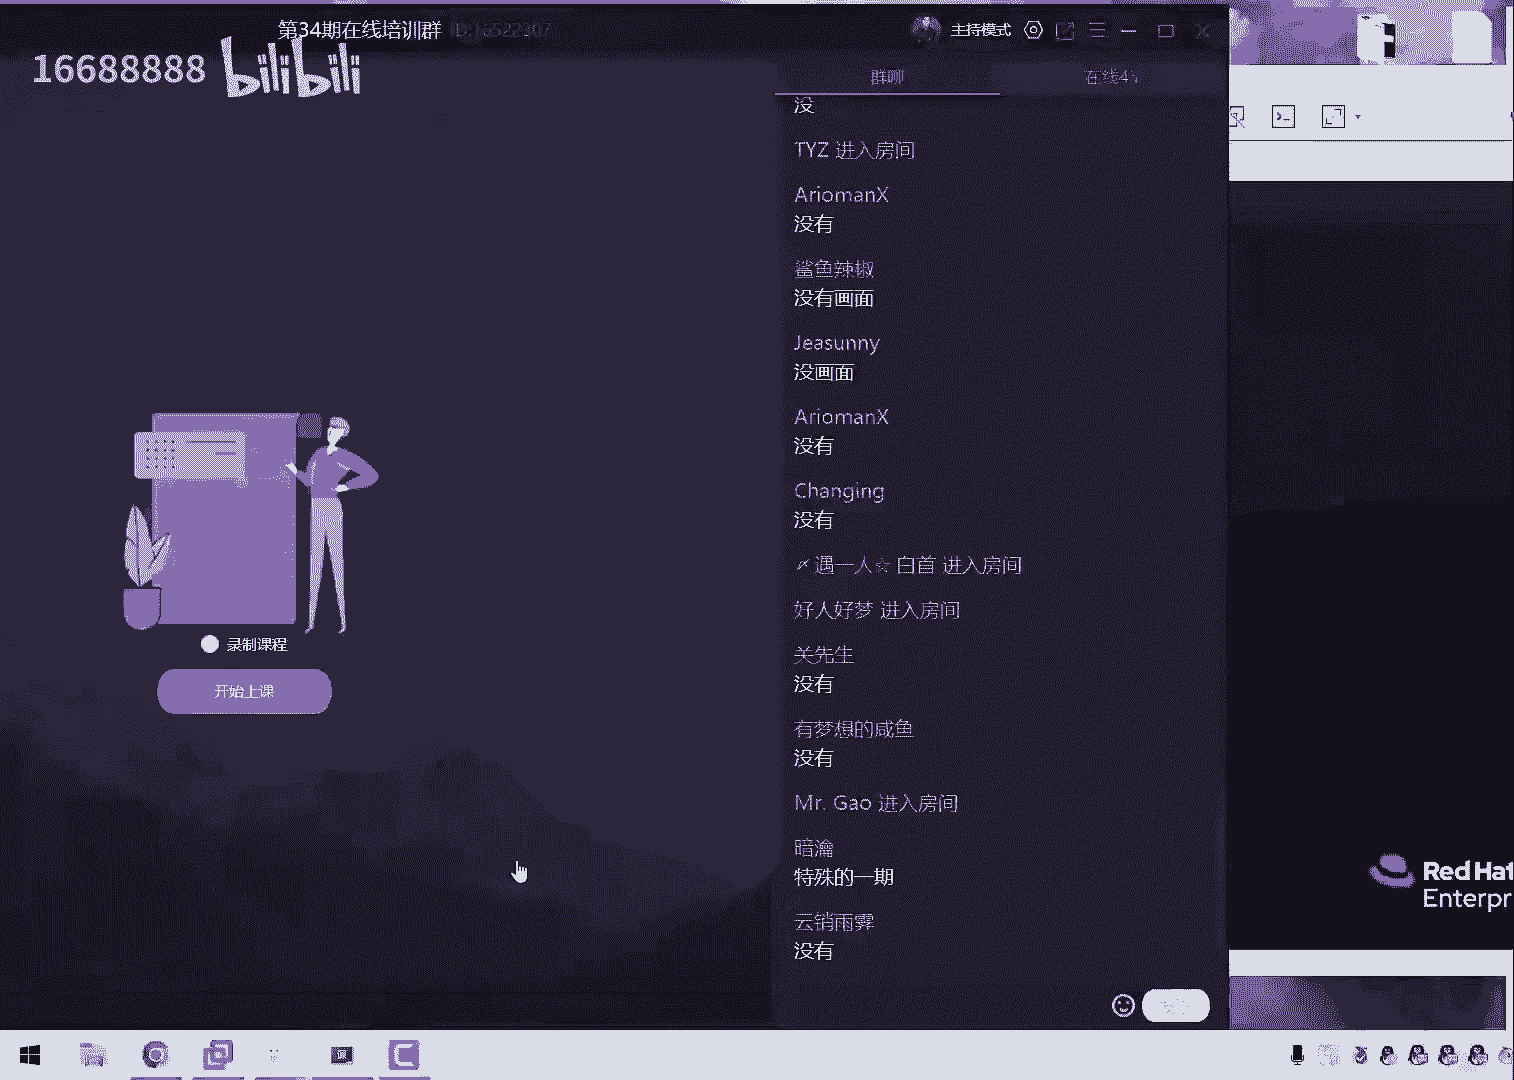 第34期在线培训群 ID:16522307
主持模式
16688888 bilibili
群聊
在线45
没
TYZ 进入房间
AriomanX
没有
鲨鱼辣椒
没有画面
Jeasunny
没画面
AriomanX
没有
Changing
没有
遇一人☆ 白首 进入房间
好人好梦 进入房间
关先生
没有
有梦想的咸鱼
没有
Mr. Gao 进入房间
暗瀹
特殊的一期
云销雨霁
没有
录制课程
开始上课
Red Hat
Enterpr